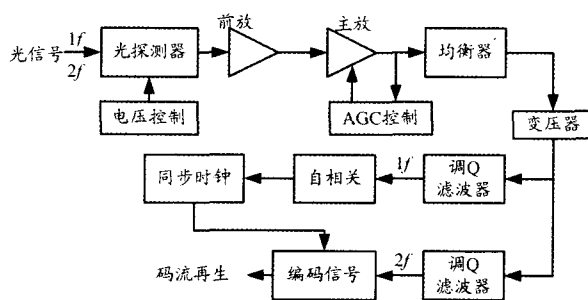 前放
主放
光信号
1f
2f
光探测器
均衡器
电压控制
AGC控制
变压器
同步时钟
自相关
1f
调Q
滤波器
码流再生
编码信号
2f
调Q
滤波器